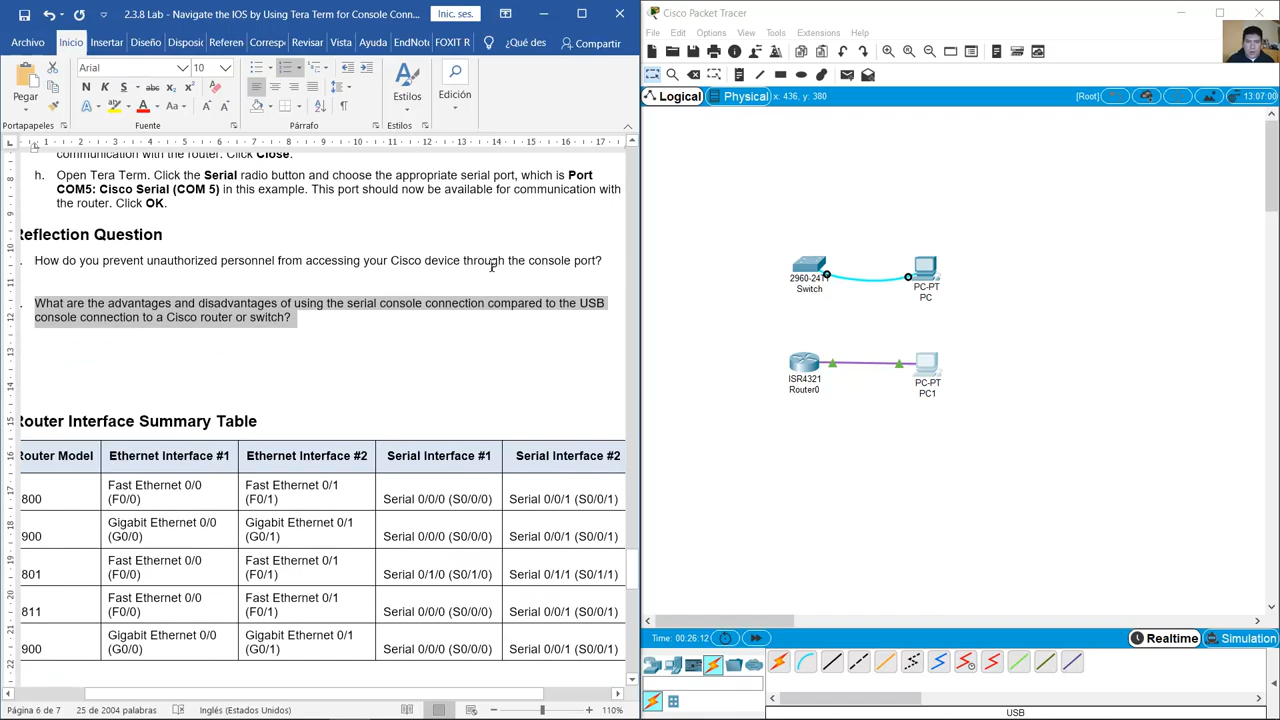 2.2.3.8 Lab - Using Tera Term for Consol...
Inic. ses.
Cisco Packet Tracer
Inicio
Referen
Corresp
Revisar
Vista
Ayuda
EndNot
FOXIT R
¿Qué des
Compartir
File
Edit
Options
View
Tools
Extensions
Help
Arial
10
Pegar
Estilos
Edición
Portapapeles
Fuente
Párrafo
Estilos
Logical
Physical
x: 436, y: 380
[Root]
13:07:00
communication with the router. Click Close.
h. Open Tera Term. Click the Serial radio button and choose the appropriate serial port, which is Port
COM5: Cisco Serial (COM 5) in this example. This port should now be available for communication with
the router. Click OK.
Reflection Question
How do you prevent unauthorized personnel from accessing your Cisco device through the console port?
What are the advantages and disadvantages of using the serial console connection compared to the USB
console connection to a Cisco router or switch?
Router Interface Summary Table
Router Model Ethernet Interface #1 Ethernet Interface #2 Serial Interface #1 Serial Interface #2
800 Fast Ethernet 0/0 (F0/0) Fast Ethernet 0/1 (F0/1) Serial 0/0/0 (S0/0/0) Serial 0/0/1 (S0/0/1)
900 Gigabit Ethernet 0/0 (G0/0) Gigabit Ethernet 0/1 (G0/1) Serial 0/0/0 (S0/0/0) Serial 0/0/1 (S0/0/1)
801 Fast Ethernet 0/0 (F0/0) Fast Ethernet 0/1 (F0/1) Serial 0/1/0 (S0/1/0) Serial 0/1/1 (S0/1/1)
811 Fast Ethernet 0/0 (F0/0) Fast Ethernet 0/1 (F0/1) Serial 0/0/0 (S0/0/0) Serial 0/0/1 (S0/0/1)
Gigabit Ethernet 0/0 (G0/0) Gigabit Ethernet 0/1 (G0/1) Serial 0/0/0 (S0/0/0) Serial 0/0/1 (S0/0/1)
Switch
PC-PT
PC
ISR4321
Router0
PC-PT
PC1
Time: 00:26:12
Realtime
Simulation
USB
Página 6 de 7
25 de 2004 palabras
Inglés (Estados Unidos)
110%